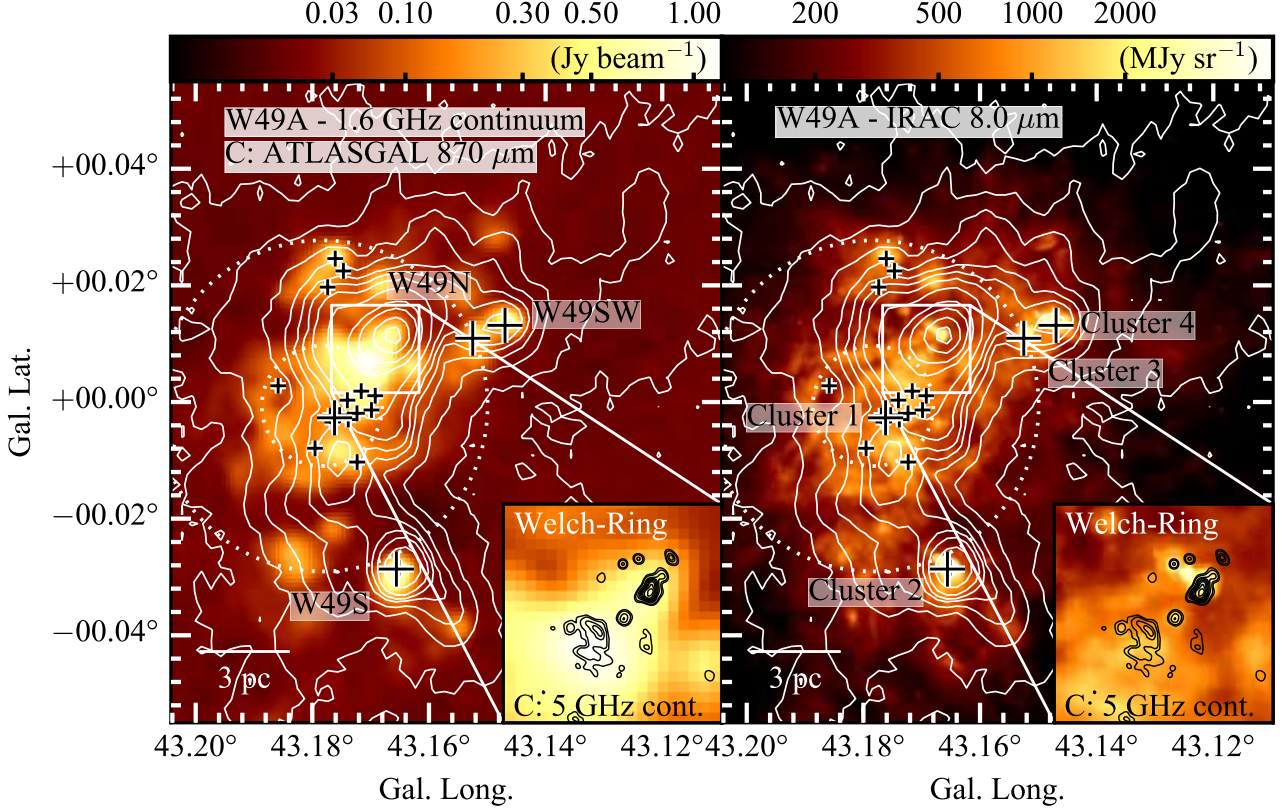 0.03 0.10 0.30 0.50 1.00
200 500 1000 2000
(Jy beam−1)
(MJy sr−1)
W49A - 1.6 GHz continuum
C: ATLASGAL 870 μm
W49A - IRAC 8.0 μm
+00.04°
+00.02°
+00.00°
−00.02°
−00.04°
Gal. Lat.
W49N
W49SW
W49S
3 pc
Welch-Ring
C: 5 GHz cont.
Cluster 4
Cluster 3
Cluster 1
Cluster 2
3 pc
Welch-Ring
C: 5 GHz cont.
43.20° 43.18° 43.16° 43.14° 43.12°
43.20° 43.18° 43.16° 43.14° 43.12°
Gal. Long.
Gal. Long.